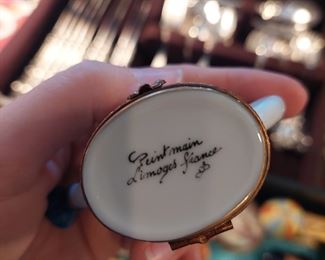 Peint main
Limoges France